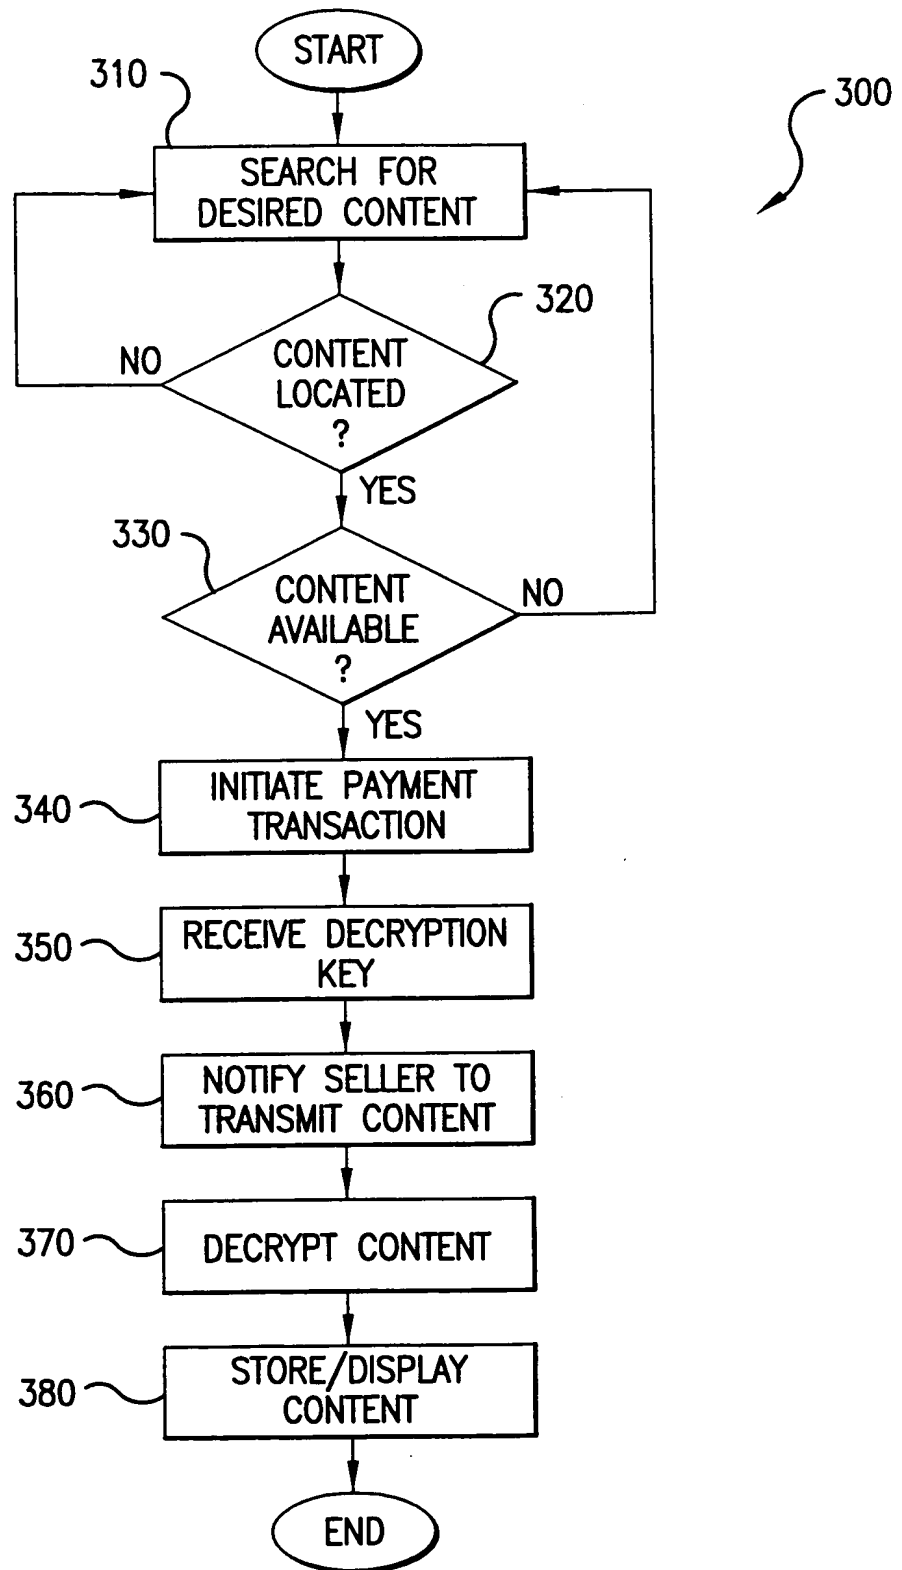 START
310
300
SEARCH FOR
DESIRED CONTENT
320
NO
CONTENT
LOCATED
?
YES
330
CONTENT
AVAILABLE
?
NO
YES
340
INITIATE PAYMENT
TRANSACTION
350
RECEIVE DECRYPTION
KEY
360
NOTIFY SELLER TO
TRANSMIT CONTENT
370
DECRYPT CONTENT
380
STORE/DISPLAY
CONTENT
END